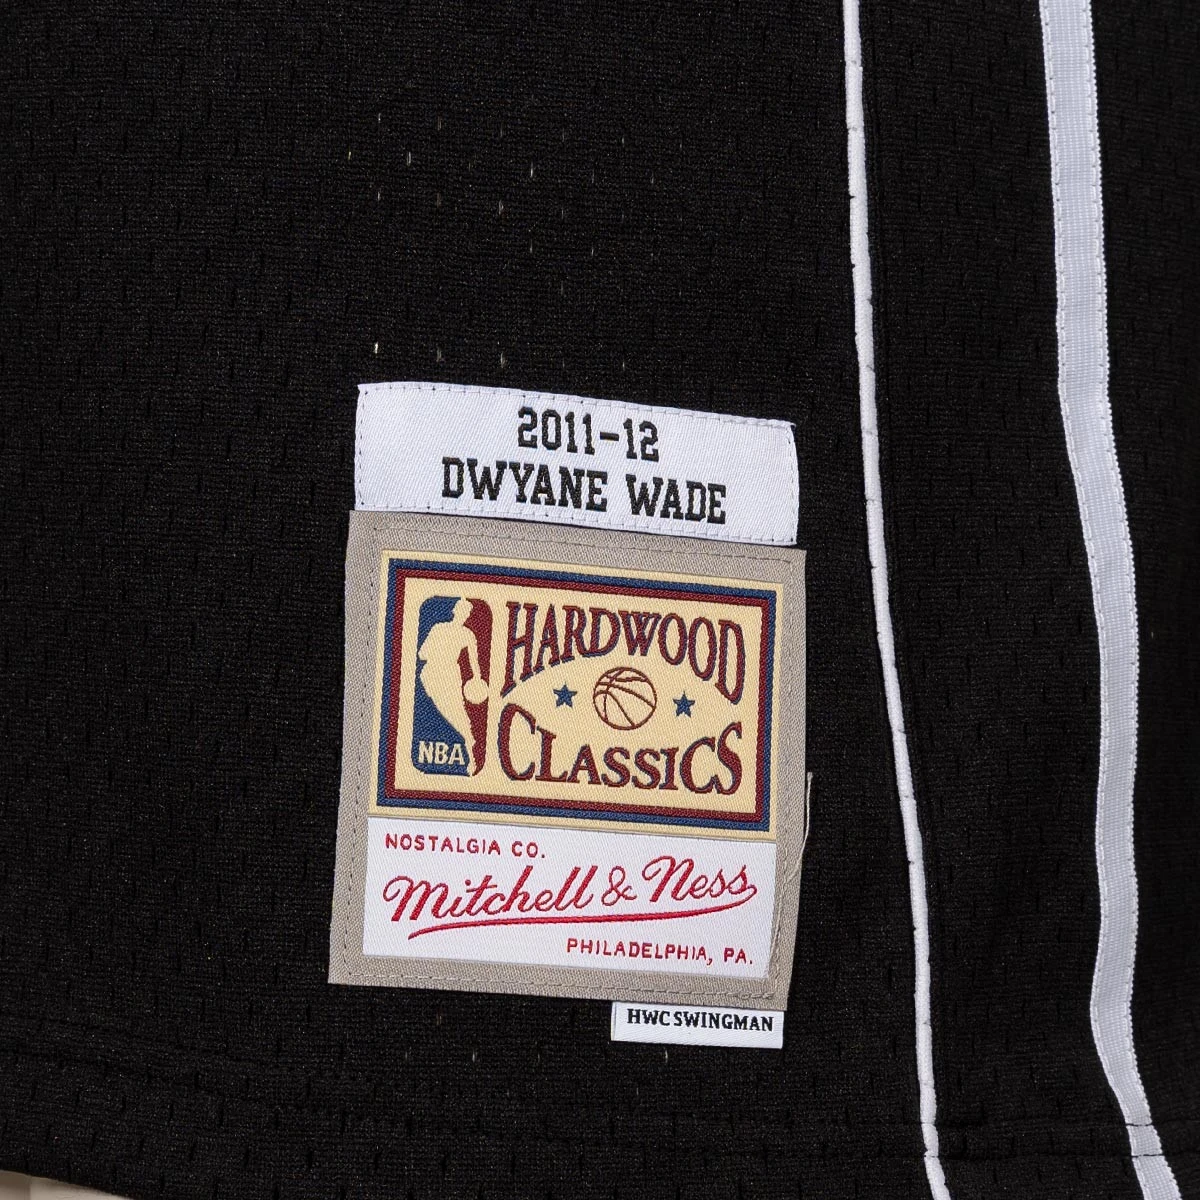 2011-12
DWYANE WADE
HARDWOOD
CLASSICS
NBA
NOSTALGIA CO.
Mitchell & Ness
PHILADELPHIA, PA.
HWC SWINGMAN